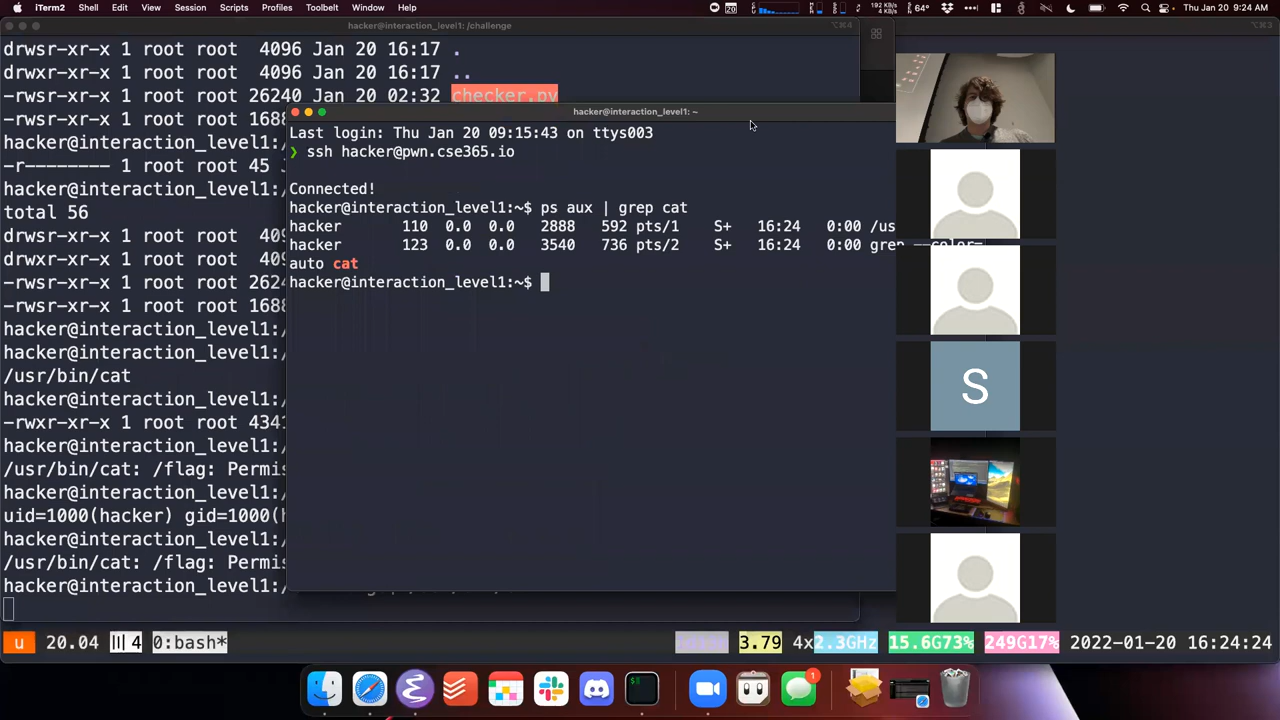 iTerm2 Shell Edit View Session Scripts Profiles Toolbelt Window Help
20 192 KB/s 64° Thu Jan 20 9:24 AM
hacker@interaction_level1: /challenge ⌥⌘4 ⌥⌘3
drwsr-xr-x 1 root root 4096 Jan 20 16:17 .
drwxr-xr-x 1 root root 4096 Jan 20 16:17 ..
-rwsr-xr-x 1 root root 26240 Jan 20 02:32 checker.py
-rwsr-xr-x 1 root root 1688
-r-------- 1 root root 45 J
hacker@interaction_level1:
total 56
drwsr-xr-x 1 root root 409
drwxr-xr-x 1 root root 409
-rwsr-xr-x 1 root root 2624
-rwsr-xr-x 1 root root 1688
hacker@interaction_level1:/
hacker@interaction_level1:/
/usr/bin/cat
hacker@interaction_level1:/
-rwxr-xr-x 1 root root 4341
hacker@interaction_level1:/
/usr/bin/cat: /flag: Permis
hacker@interaction_level1:/
uid=1000(hacker) gid=1000(h
hacker@interaction_level1:/
/usr/bin/cat: /flag: Permis
hacker@interaction_level1:/
hacker@interaction_level1: ~
Last login: Thu Jan 20 09:15:43 on ttys003
❯ ssh hacker@pwn.cse365.io
Connected!
hacker@interaction_level1:~$ ps aux | grep cat
hacker 110 0.0 0.0 2888 592 pts/1 S+ 16:24 0:00 /us
hacker 123 0.0 0.0 3540 736 pts/2 S+ 16:24 0:00 grep --color=
auto cat
hacker@interaction_level1:~$
S
u 20.04 4 0:bash* 3.79 4x2.3GHz 15.6G73% 249G17% 2022-01-20 16:24:24
1